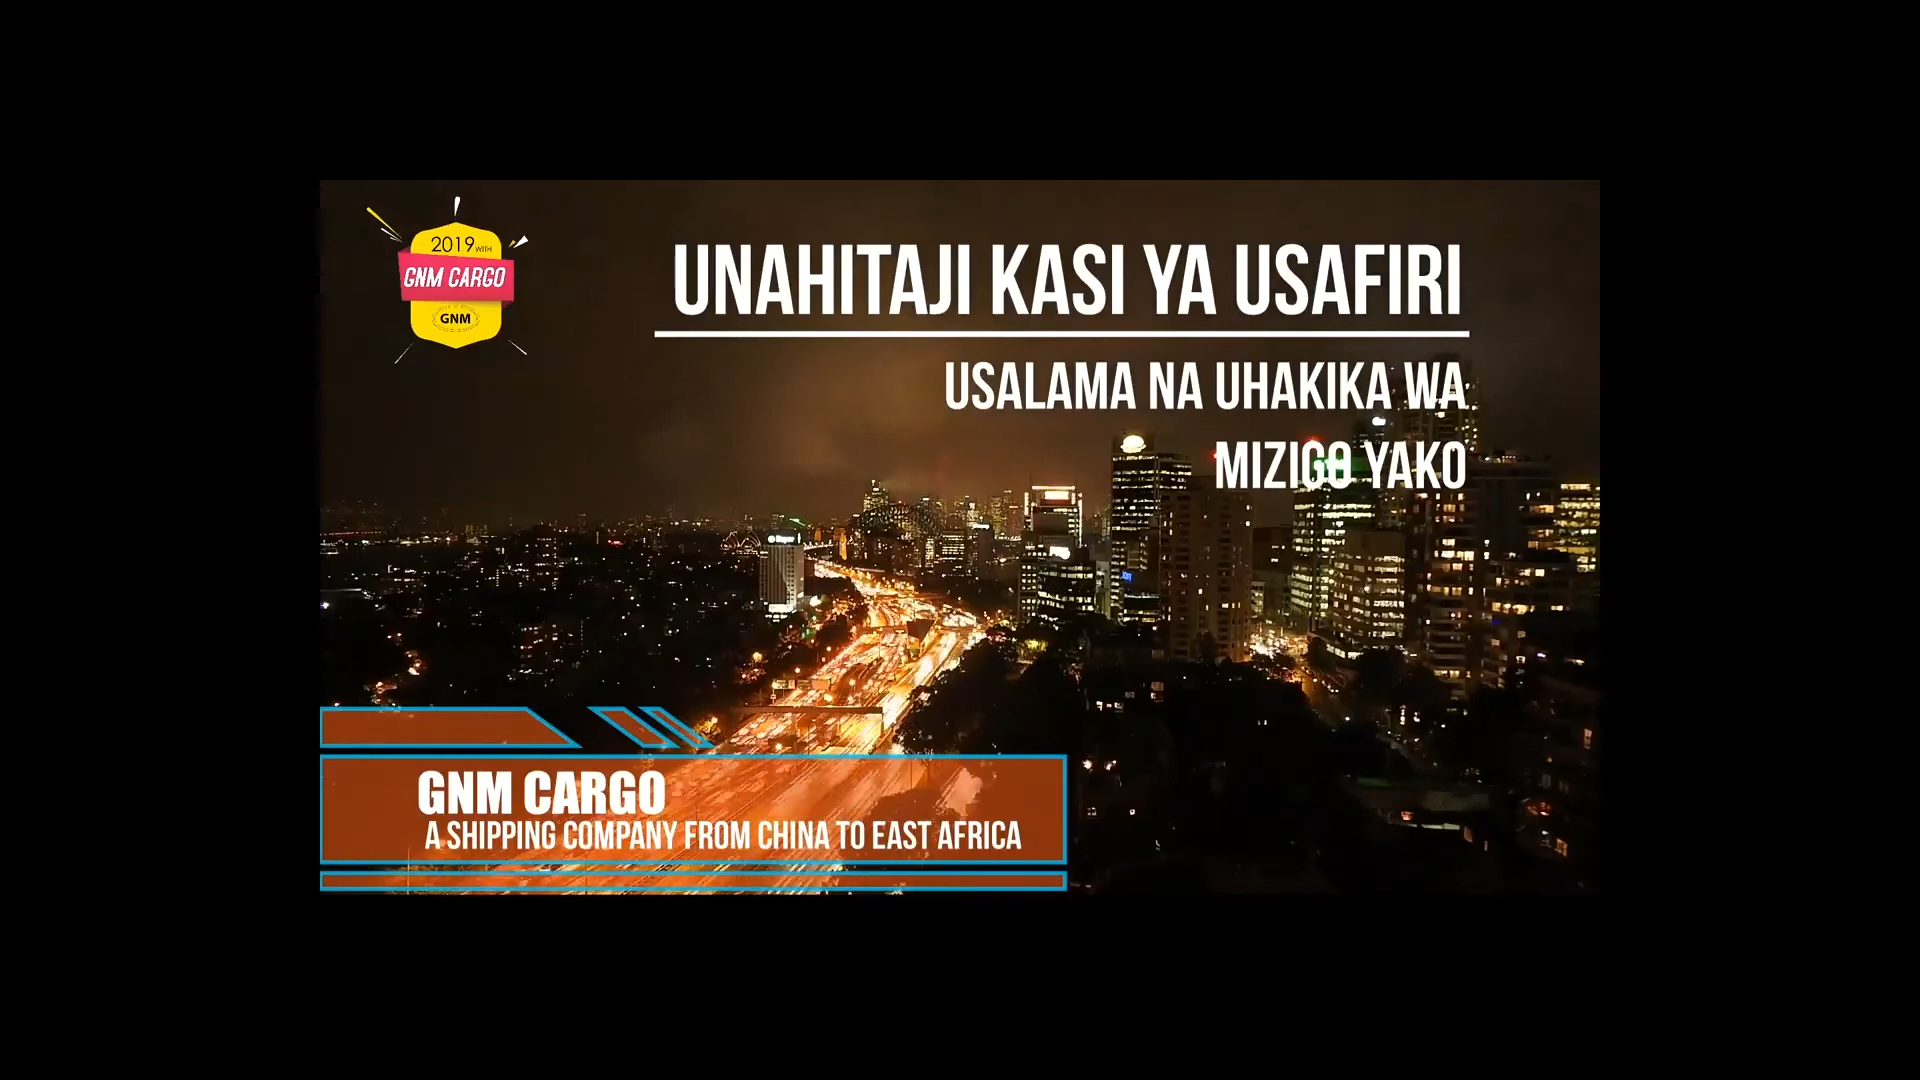 2019 WITH
GNM CARGO
GNM
UNAHITAJI KASI YA USAFIRI
USALAMA NA UHAKIKA WA
MIZIGO YAKO
GNM CARGO
A SHIPPING COMPANY FROM CHINA TO EAST AFRICA